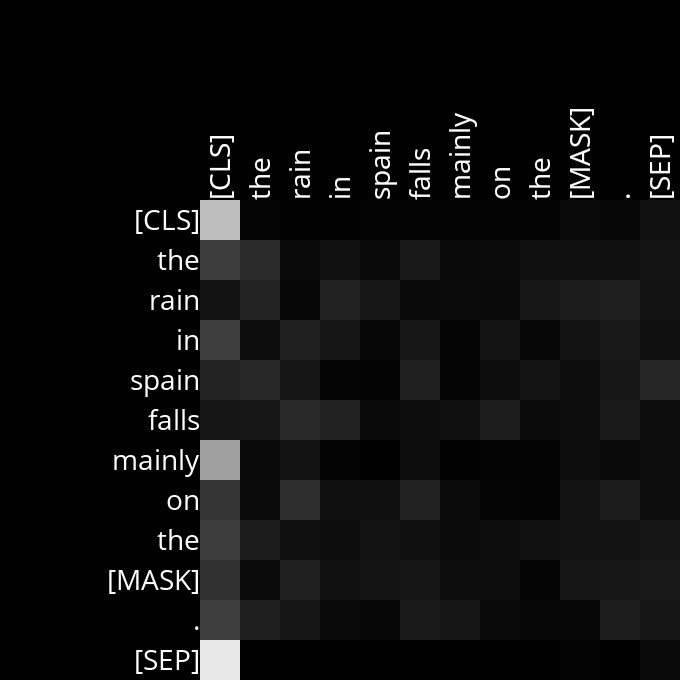 [CLS] the rain in spain falls mainly on the [MASK] . [SEP]
[CLS]
the
rain
in
spain
falls
mainly
on
the
[MASK]
.
[SEP]